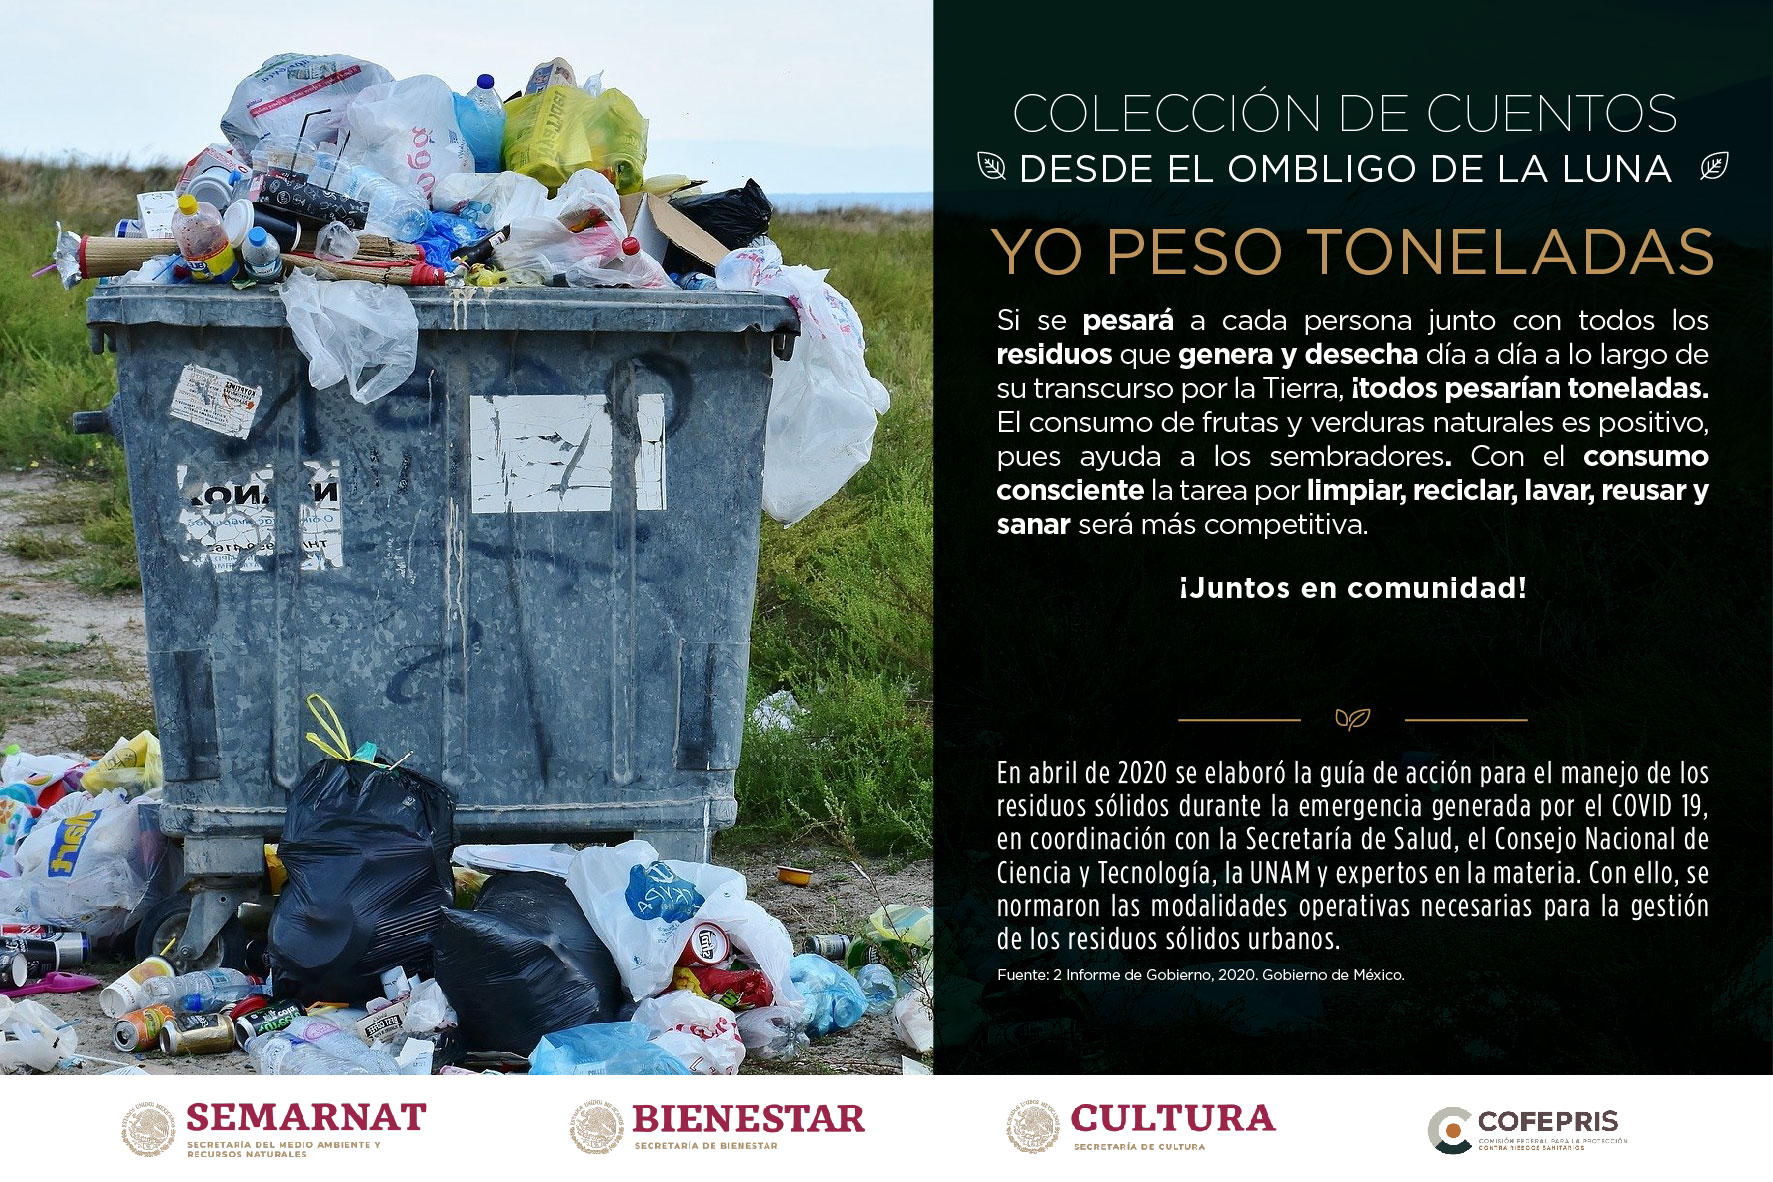 COLECCIÓN DE CUENTOS
DESDE EL OMBLIGO DE LA LUNA
YO PESO TONELADAS
Si se pesará a cada persona junto con todos los
residuos que genera y desecha día a día a lo largo de
su transcurso por la Tierra, ¡todos pesarían toneladas.
El consumo de frutas y verduras naturales es positivo,
pues ayuda a los sembradores. Con el consumo
consciente la tarea por limpiar, reciclar, lavar, reusar y
sanar será más competitiva.
¡Juntos en comunidad!
En abril de 2020 se elaboró la guía de acción para el manejo de los
residuos sólidos durante la emergencia generada por el COVID 19,
en coordinación con la Secretaría de Salud, el Consejo Nacional de
Ciencia y Tecnología, la UNAM y expertos en la materia. Con ello, se
normaron las modalidades operativas necesarias para la gestión
de los residuos sólidos urbanos.
Fuente: 2 Informe de Gobierno, 2020. Gobierno de México.
SEMARNAT
SECRETARÍA DEL MEDIO AMBIENTE Y
RECURSOS NATURALES
BIENESTAR
SECRETARÍA DE BIENESTAR
CULTURA
SECRETARÍA DE CULTURA
COFEPRIS
COMISIÓN FEDERAL PARA LA PROTECCIÓN
CONTRA RIESGOS SANITARIOS